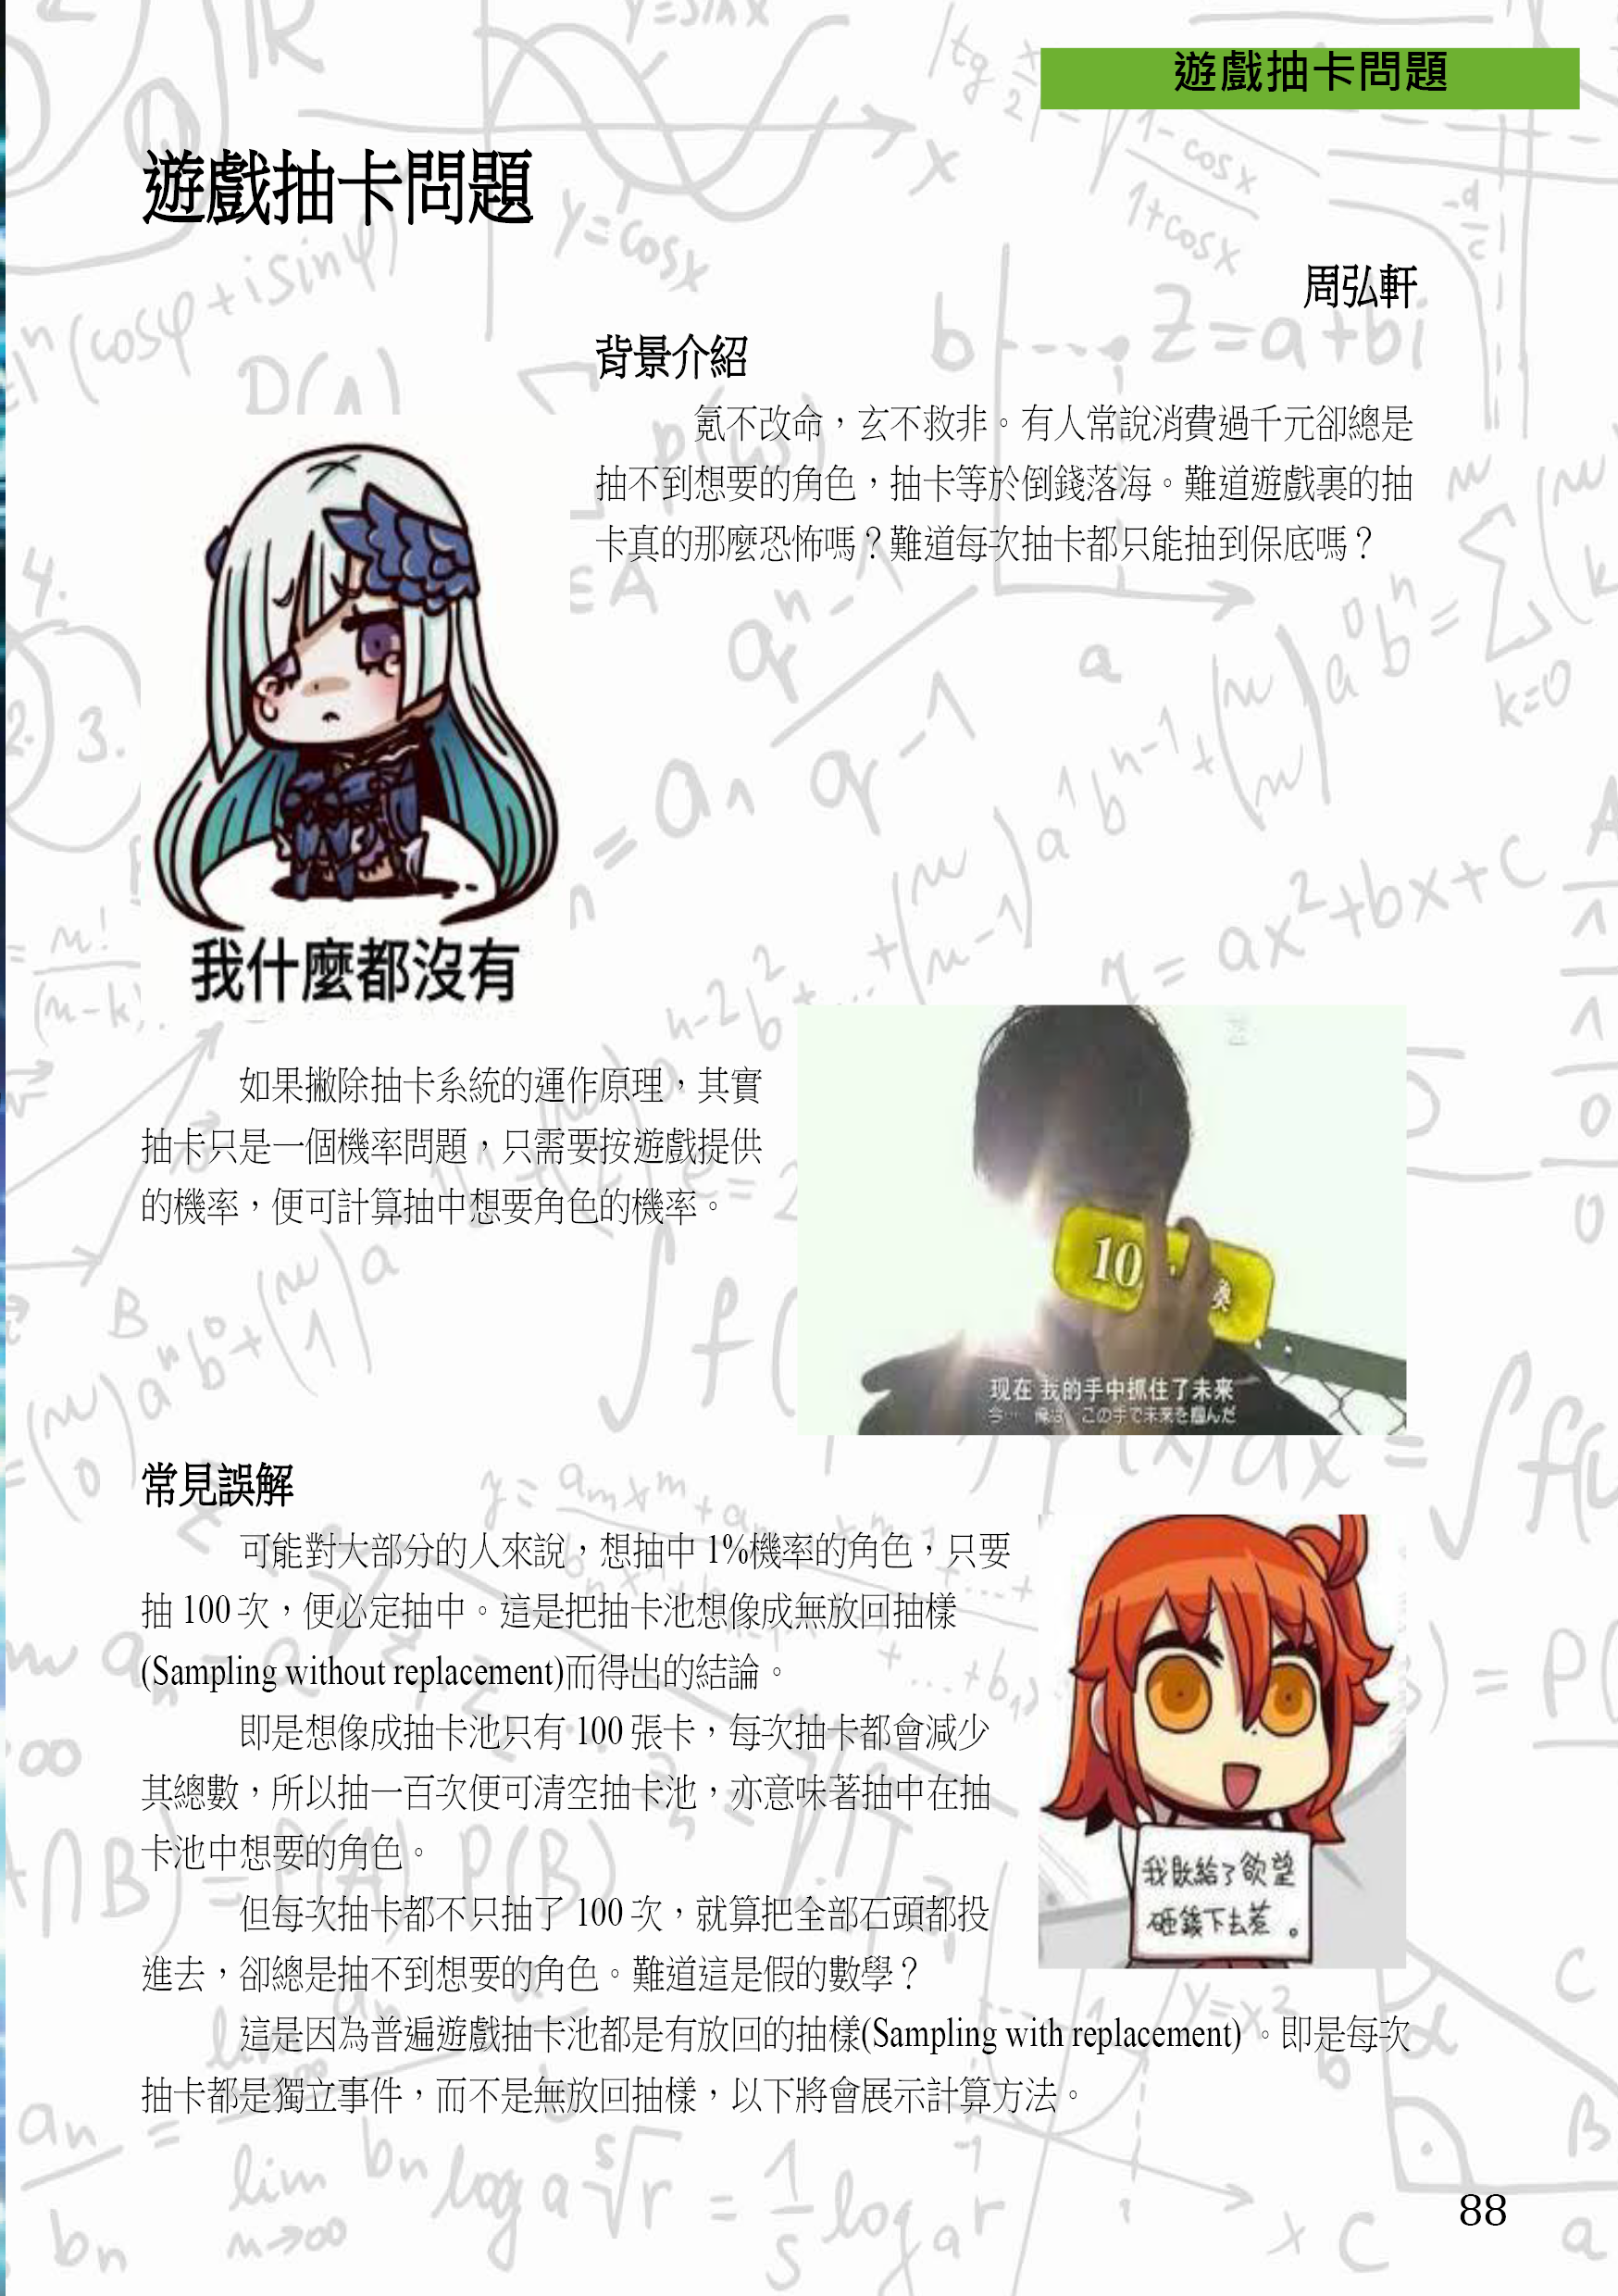 遊戲抽卡問題
遊戲抽卡問題
周弘軒
背景介紹
氪不改命，玄不救非。有人常說消費過千元卻總是
抽不到想要的角色，抽卡等於倒錢落海。難道遊戲裏的抽
卡真的那麼恐怖嗎？難道每次抽卡都只能抽到保底嗎？
我什麼都沒有
如果撇除抽卡系統的運作原理，其實
抽卡只是一個機率問題，只需要按遊戲提供
的機率，便可計算抽中想要角色的機率。
10
现在 我的手中抓住了未来
今… 俺は この手で未来を掴んだ
常見誤解
可能對大部分的人來說，想抽中 1%機率的角色，只要
抽 100 次，便必定抽中。這是把抽卡池想像成無放回抽樣
(Sampling without replacement)而得出的結論。
即是想像成抽卡池只有 100 張卡，每次抽卡都會減少
其總數，所以抽一百次便可清空抽卡池，亦意味著抽中在抽
卡池中想要的角色。
但每次抽卡都不只抽了 100 次，就算把全部石頭都投
進去，卻總是抽不到想要的角色。難道這是假的數學？
我敗給了欲望
砸錢下去惹。
這是因為普遍遊戲抽卡池都是有放回的抽樣(Sampling with replacement) 。即是每次
抽卡都是獨立事件，而不是無放回抽樣，以下將會展示計算方法。
88